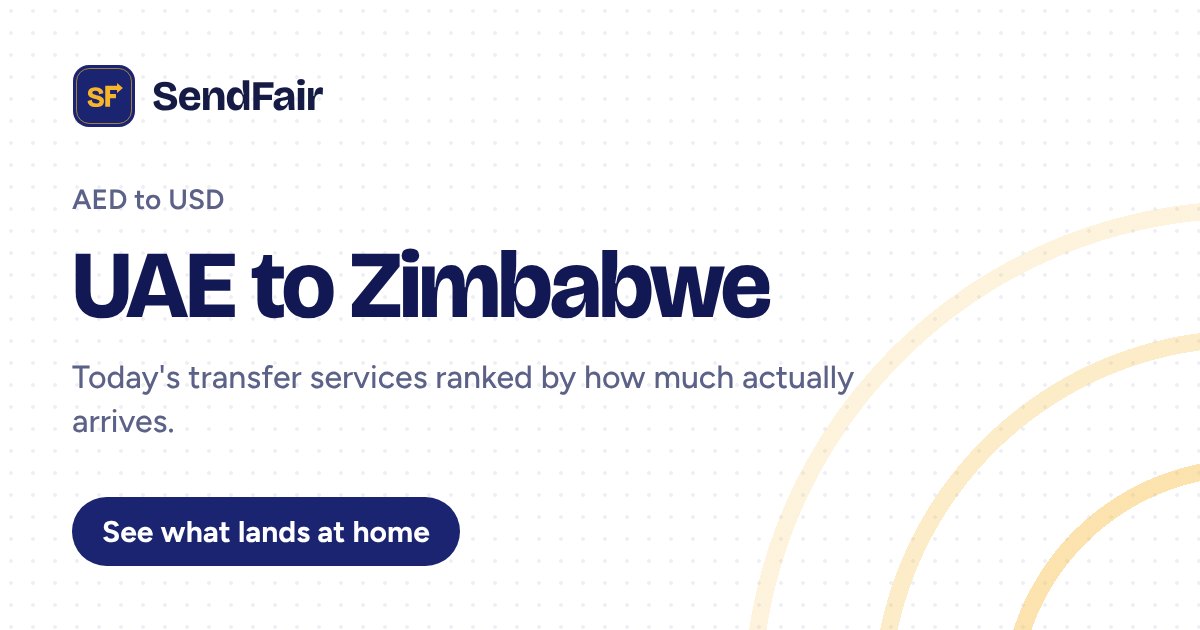 SF
SendFair
AED to USD
UAE to Zimbabwe
Today's transfer services ranked by how much actually
arrives.
See what lands at home